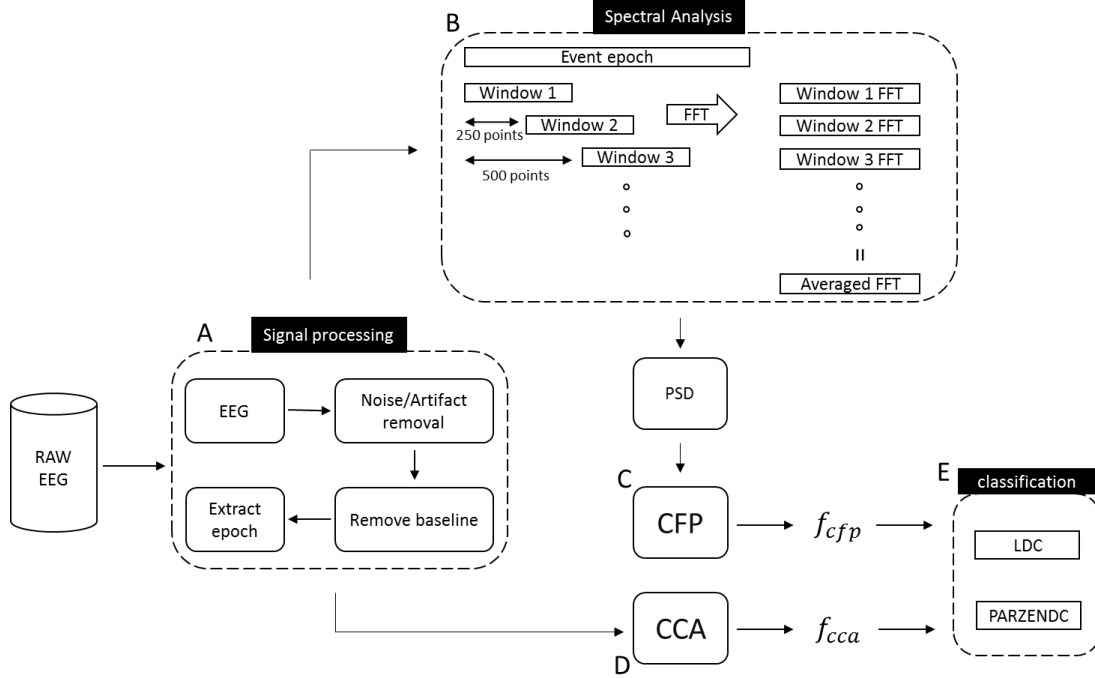 B
Spectral Analysis
Event epoch
Window 1
250 points
Window 2
500 points
Window 3
FFT
Window 1 FFT
Window 2 FFT
Window 3 FFT
=
Averaged FFT
A
Signal processing
RAW
EEG
EEG
Noise/Artifact
removal
Extract
epoch
Remove baseline
PSD
C
CFP
f_cfp
D
CCA
f_cca
E
classification
LDC
PARZENDC